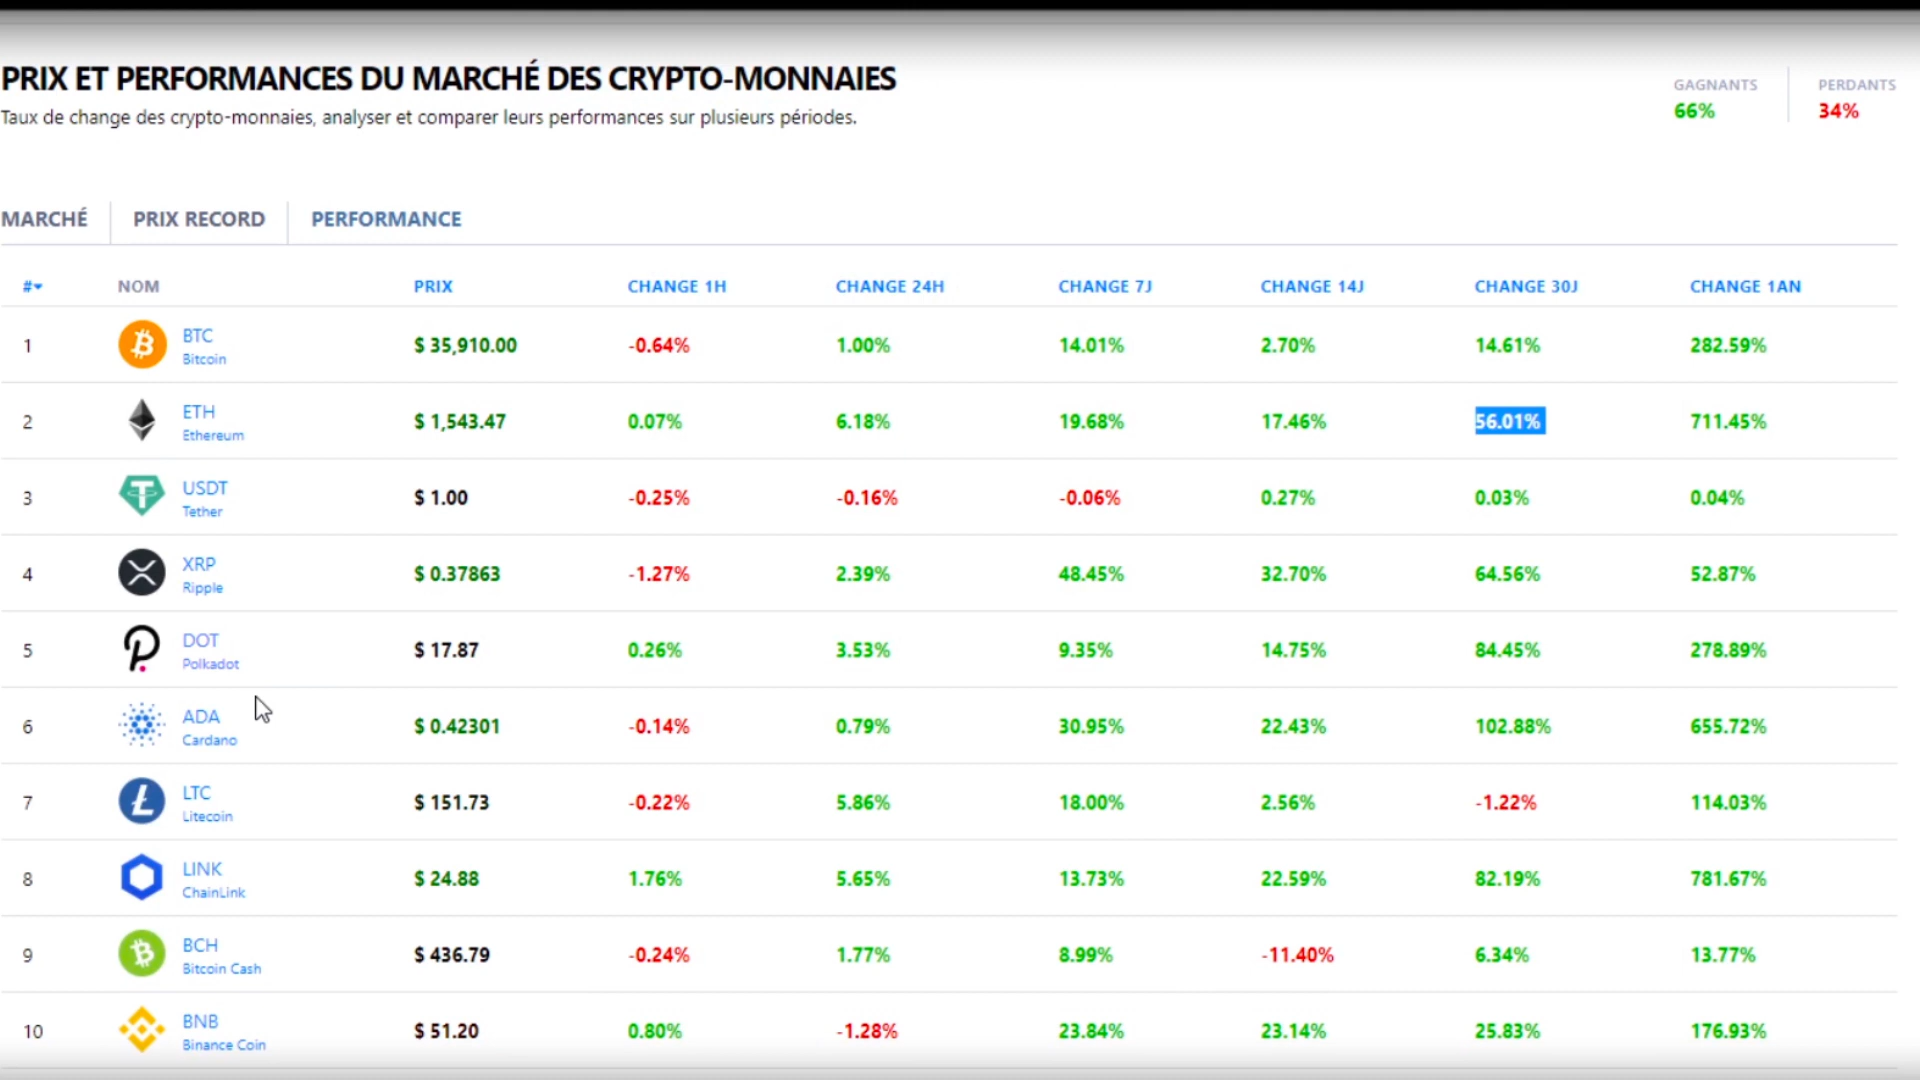 PRIX ET PERFORMANCES DU MARCHÉ DES CRYPTO-MONNAIES
Taux de change des crypto-monnaies, analyser et comparer leurs performances sur plusieurs périodes.
GAGNANTS PERDANTS
66% 34%
MARCHÉ PRIX RECORD PERFORMANCE
# NOM PRIX CHANGE 1H CHANGE 24H CHANGE 7J CHANGE 14J CHANGE 30J CHANGE 1AN
1 BTC Bitcoin $ 35,910.00 -0.64% 1.00% 14.01% 2.70% 14.61% 282.59%
2 ETH Ethereum $ 1,543.47 0.07% 6.18% 19.68% 17.46% 56.01% 711.45%
3 USDT Tether $ 1.00 -0.25% -0.16% -0.06% 0.27% 0.03% 0.04%
4 XRP Ripple $ 0.37863 -1.27% 2.39% 48.45% 32.70% 64.56% 52.87%
5 DOT Polkadot $ 17.87 0.26% 3.53% 9.35% 14.75% 84.45% 278.89%
6 ADA Cardano $ 0.42301 -0.14% 0.79% 30.95% 22.43% 102.88% 655.72%
7 LTC Litecoin $ 151.73 -0.22% 5.86% 18.00% 2.56% -1.22% 114.03%
8 LINK ChainLink $ 24.88 1.76% 5.65% 13.73% 22.59% 82.19% 781.67%
9 BCH Bitcoin Cash $ 436.79 -0.24% 1.77% 8.99% -11.40% 6.34% 13.77%
10 BNB Binance Coin $ 51.20 0.80% -1.28% 23.84% 23.14% 25.83% 176.93%